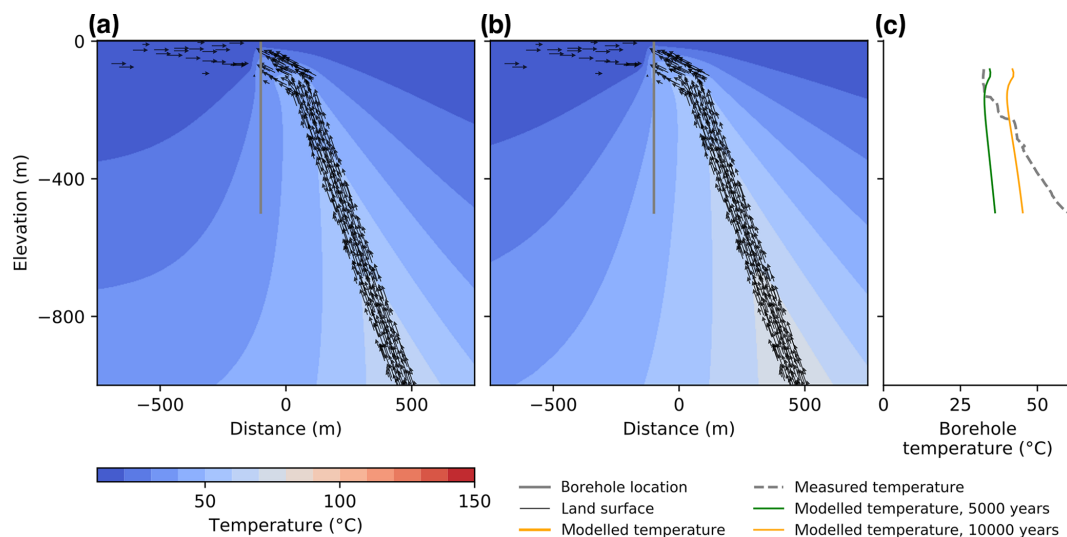 (a) (b) (c)
0
−400
−800
Elevation (m)
−500 0 500
Distance (m)
−500 0 500
Distance (m)
0 25 50
Borehole
temperature (°C)
50 100 150
Temperature (°C)
Borehole location
Land surface
Modelled temperature
Measured temperature
Modelled temperature, 5000 years
Modelled temperature, 10000 years